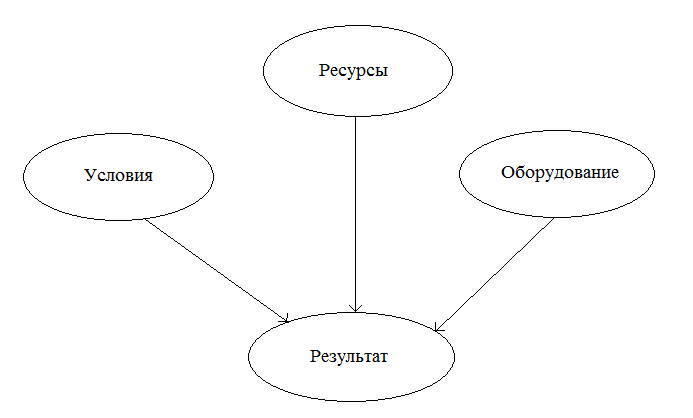 Ресурсы
Условия
Оборудование
Результат